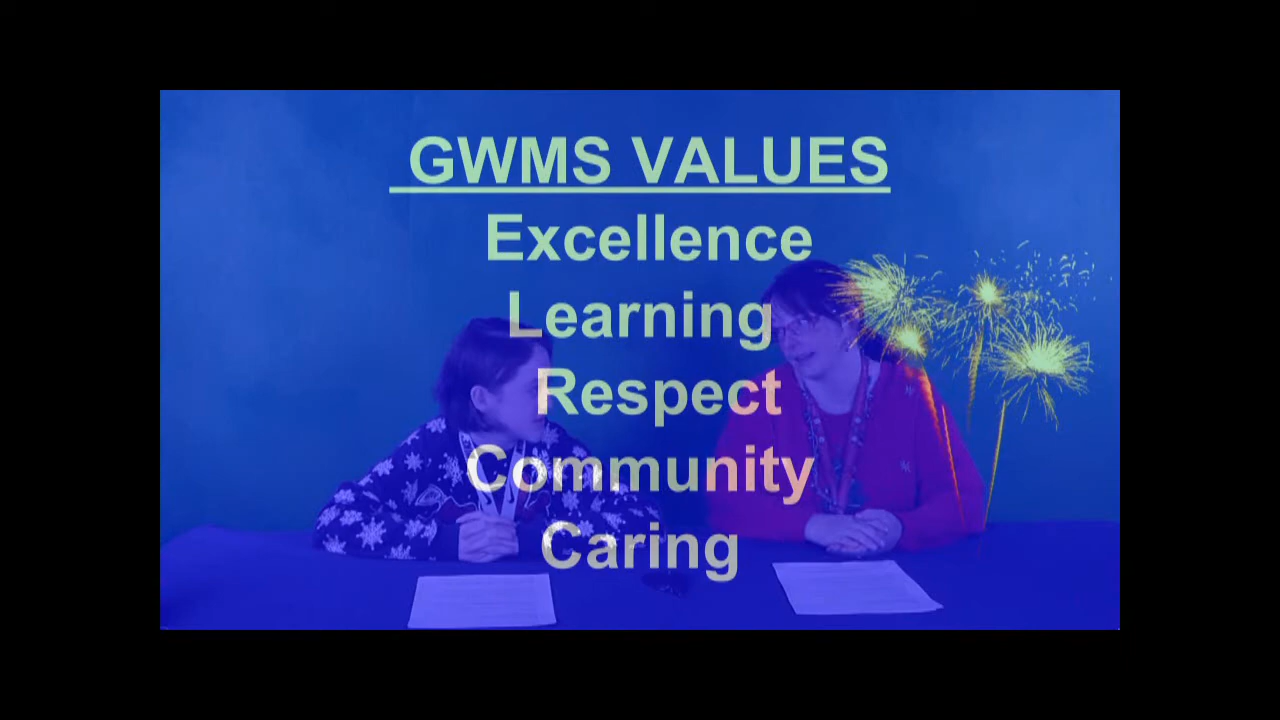 GWMS VALUES
Excellence
Learning
Respect
Community
Caring